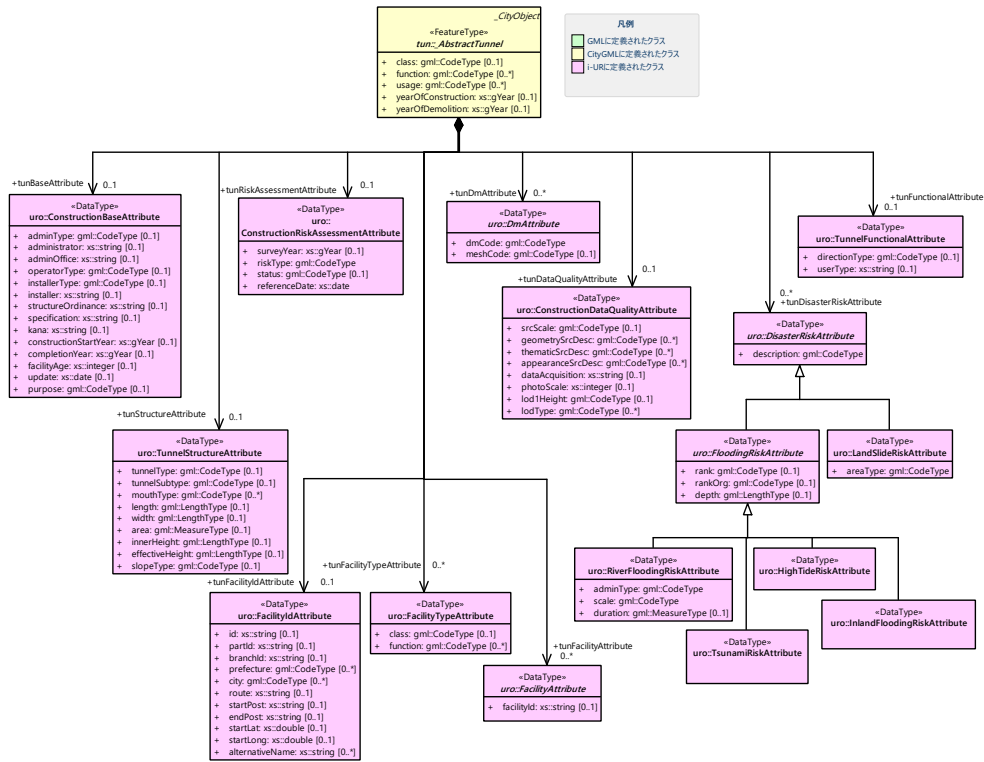 _CityObject
«FeatureType»
tun::_AbstractTunnel
+ class: gml::CodeType [0..1]
+ function: gml::CodeType [0..*]
+ usage: gml::CodeType [0..*]
+ yearOfConstruction: xs::gYear [0..1]
+ yearOfDemolition: xs::gYear [0..1]
凡例
GMLに定義されたクラス
CityGMLに定義されたクラス
i-URに定義されたクラス
+tunBaseAttribute
0..1
«DataType»
uro::ConstructionBaseAttribute
+ adminType: gml::CodeType [0..1]
+ administrator: xs::string [0..1]
+ adminOffice: xs::string [0..1]
+ operatorType: gml::CodeType [0..1]
+ installerType: gml::CodeType [0..1]
+ installer: xs::string [0..1]
+ structureOrdinance: xs::string [0..1]
+ specification: xs::string [0..1]
+ kana: xs::string [0..1]
+ constructionStartYear: xs::gYear [0..1]
+ completionYear: xs::gYear [0..1]
+ facilityAge: xs::integer [0..1]
+ update: xs::date [0..1]
+ purpose: gml::CodeType [0..1]
+tunRiskAssessmentAttribute
0..1
«DataType»
uro::
ConstructionRiskAssessmentAttribute
+ surveyYear: xs::gYear [0..1]
+ riskType: gml::CodeType
+ status: gml::CodeType [0..1]
+ referenceDate: xs::date
+tunDmAttribute
0..*
«DataType»
uro::DmAttribute
+ dmCode: gml::CodeType
+ meshCode: gml::CodeType [0..1]
+tunFunctionalAttribute
0..1
«DataType»
uro::TunnelFunctionalAttribute
+ directionType: gml::CodeType [0..1]
+ userType: xs::string [0..1]
+tunDataQualityAttribute
0..1
«DataType»
uro::ConstructionDataQualityAttribute
+ srcScale: gml::CodeType [0..1]
+ geometrySrcDesc: gml::CodeType [0..*]
+ thematicSrcDesc: gml::CodeType [0..*]
+ appearanceSrcDesc: gml::CodeType [0..*]
+ dataAcquisition: xs::string [0..1]
+ photoScale: xs::integer [0..1]
+ lod1Height: gml::CodeType [0..1]
+ lodType: gml::CodeType [0..*]
0..*
+tunDisasterRiskAttribute
«DataType»
uro::DisasterRiskAttribute
+ description: gml::CodeType
+tunStructureAttribute
0..1
«DataType»
uro::TunnelStructureAttribute
+ tunnelType: gml::CodeType [0..1]
+ tunnelSubtype: gml::CodeType [0..1]
+ mouthType: gml::CodeType [0..*]
+ length: gml::LengthType [0..1]
+ width: gml::LengthType [0..1]
+ area: gml::MeasureType [0..1]
+ innerHeight: gml::LengthType [0..1]
+ effectiveHeight: gml::LengthType [0..1]
+ slopeType: gml::CodeType [0..1]
«DataType»
uro::FloodingRiskAttribute
+ rank: gml::CodeType [0..1]
+ rankOrg: gml::CodeType [0..1]
+ depth: gml::LengthType [0..1]
«DataType»
uro::LandSlideRiskAttribute
+ areaType: gml::CodeType
+tunFacilityIdAttribute
0..1
«DataType»
uro::FacilityIdAttribute
+ id: xs::string [0..1]
+ partId: xs::string [0..1]
+ branchId: xs::string [0..1]
+ prefecture: gml::CodeType [0..*]
+ city: gml::CodeType [0..*]
+ route: xs::string [0..1]
+ startPost: xs::string [0..1]
+ endPost: xs::string [0..1]
+ startLat: xs::double [0..1]
+ startLong: xs::double [0..1]
+ alternativeName: xs::string [0..*]
+tunFacilityTypeAttribute
0..*
«DataType»
uro::FacilityTypeAttribute
+ class: gml::CodeType [0..1]
+ function: gml::CodeType [0..*]
+tunFacilityAttribute
0..*
«DataType»
uro::FacilityAttribute
+ facilityId: xs::string [0..1]
«DataType»
uro::RiverFloodingRiskAttribute
+ adminType: gml::CodeType
+ scale: gml::CodeType
+ duration: gml::MeasureType [0..1]
«DataType»
uro::HighTideRiskAttribute
«DataType»
uro::TsunamiRiskAttribute
«DataType»
uro::InlandFloodingRiskAttribute